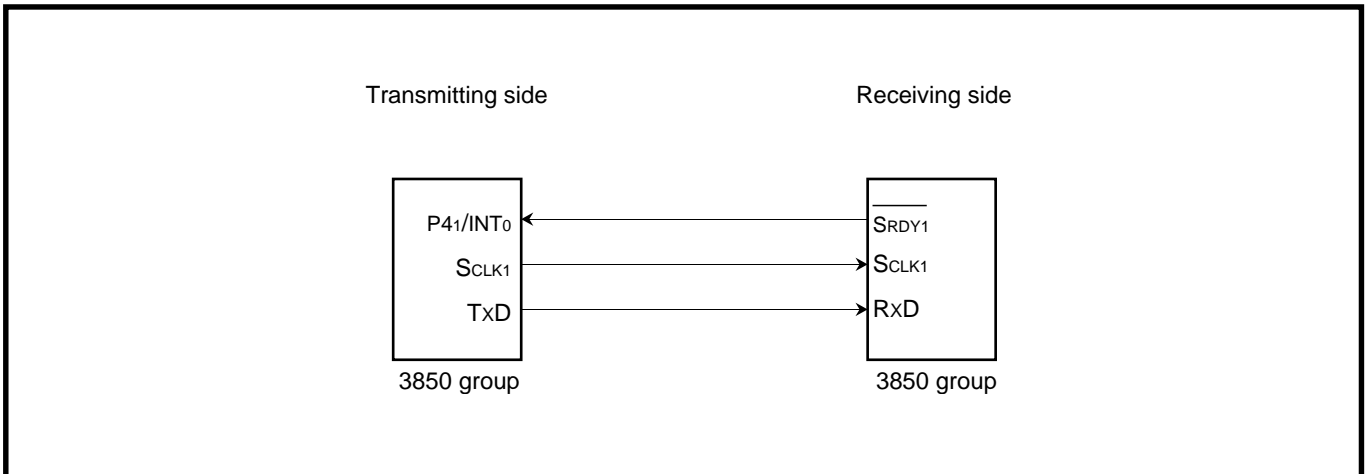 Transmitting side Receiving side
P41/INT0 SRDY1
SCLK1 SCLK1
TxD RxD
3850 group 3850 group